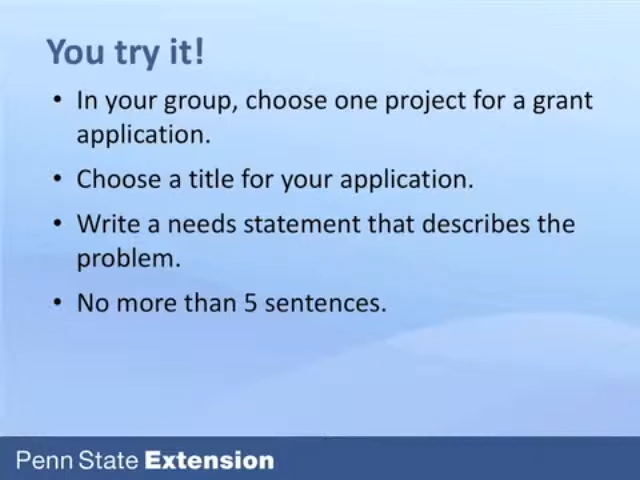 You try it!
• In your group, choose one project for a grant
application.
• Choose a title for your application.
• Write a needs statement that describes the
problem.
• No more than 5 sentences.
Penn State Extension